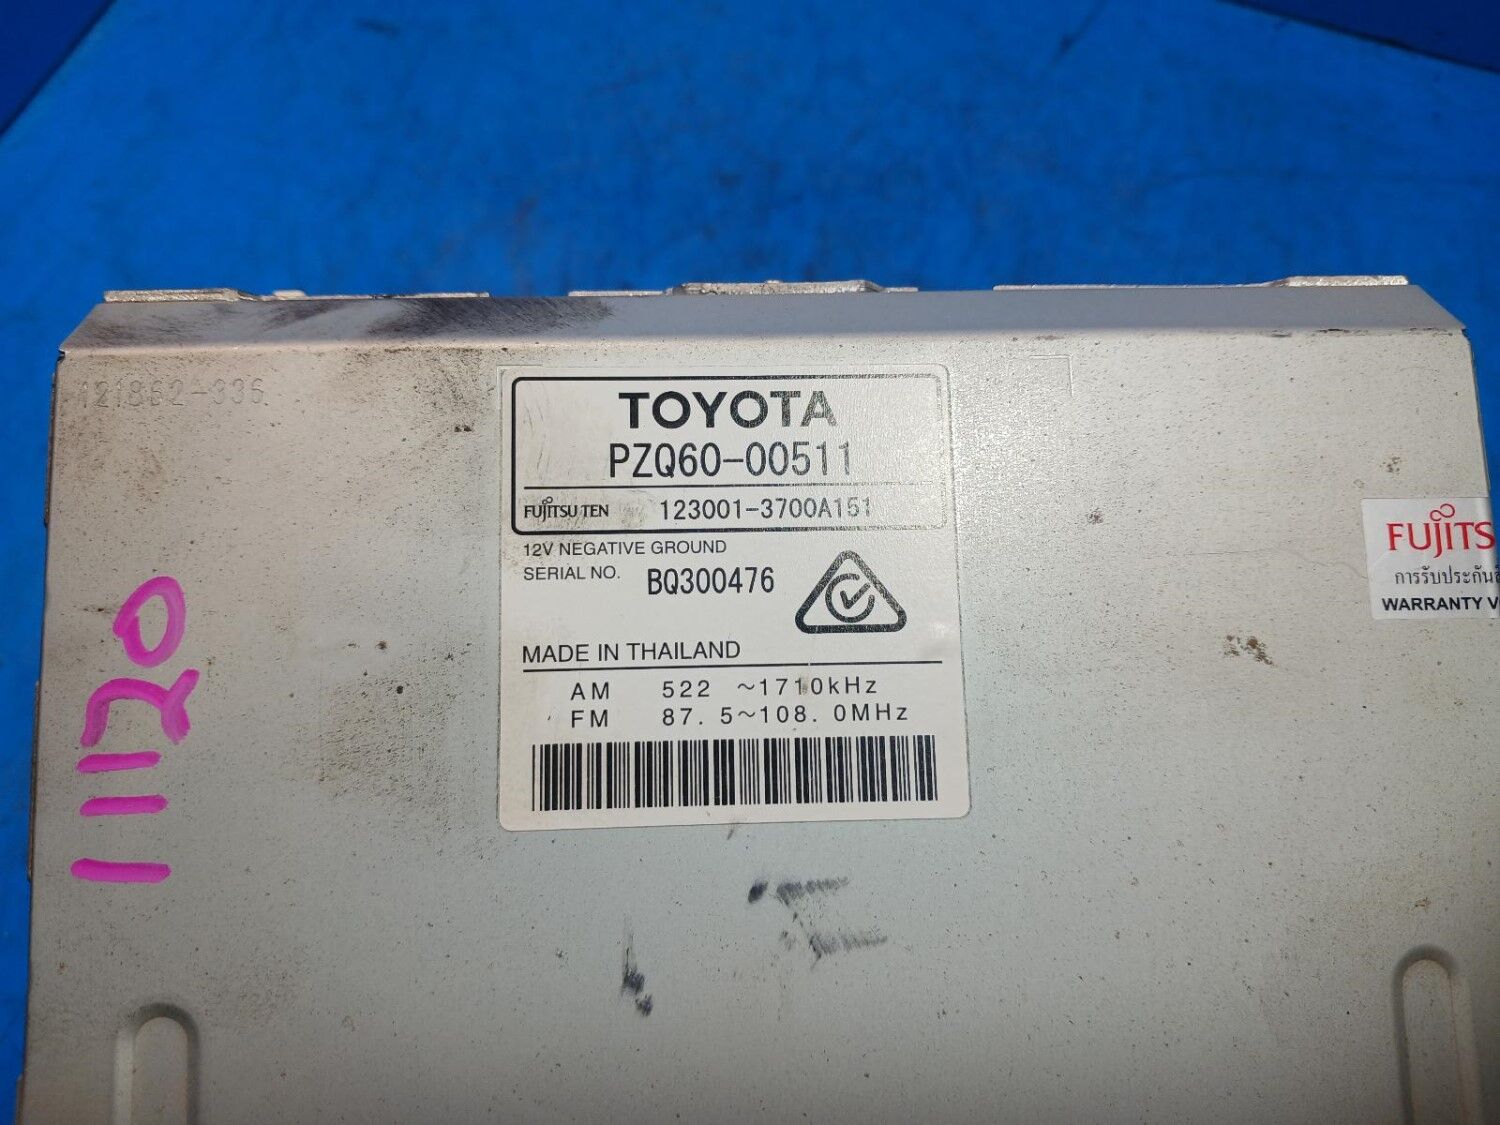 121862-336
TOYOTA
PZQ60-00511
FUJITSU TEN 123001-3700A151
12V NEGATIVE GROUND
SERIAL NO. BQ300476
MADE IN THAILAND
AM 522 ~1710kHz
FM 87. 5~108. 0MHz
11120
FUJITS
การรับประกัน
WARRANTY V